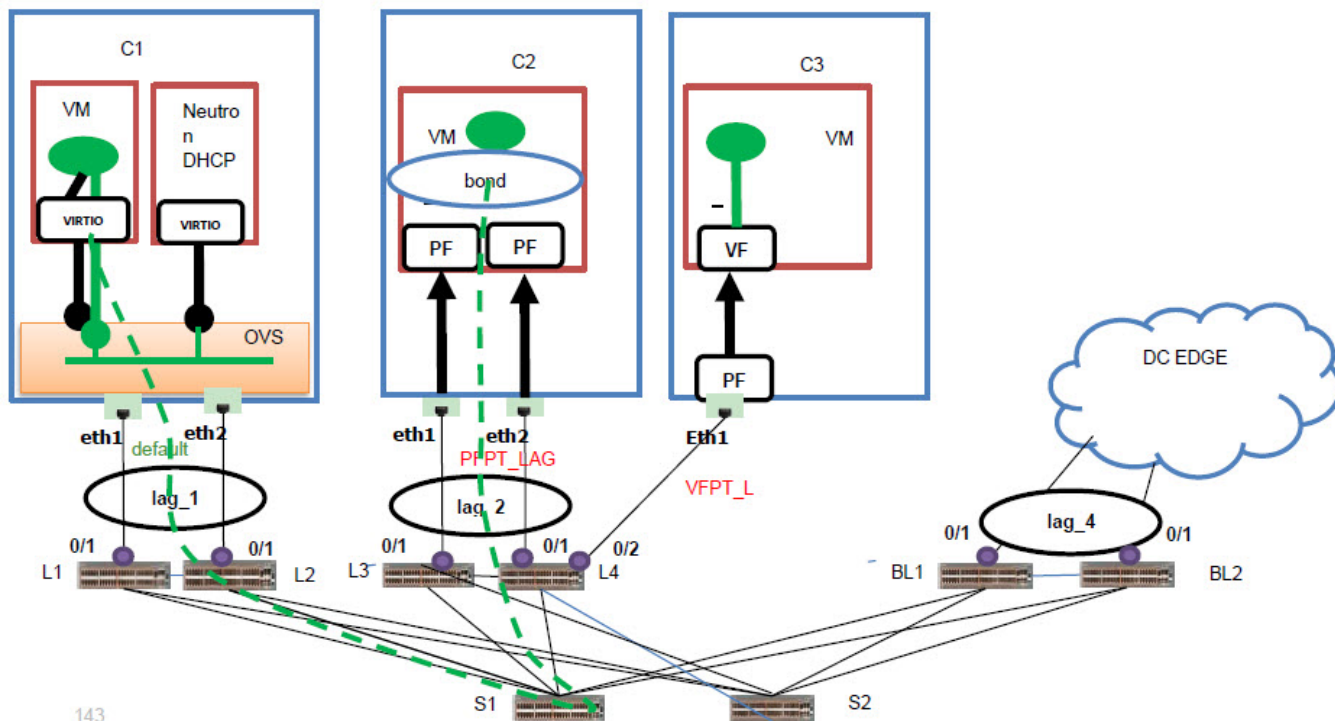 C1
C2
C3
VM
Neutro
n
DHCP
VM
VM
bond
VIRTIO
VIRTIO
PF
PF
VF
OVS
PF
DC EDGE
eth1
eth2
eth1
eth2
Eth1
default
PFPT_LAG
VFPT_L
lag_1
lag_2
lag_4
0/1
0/1
0/1
0/1
0/2
0/1
0/1
L1
L2
L3
L4
BL1
BL2
S1
S2
143